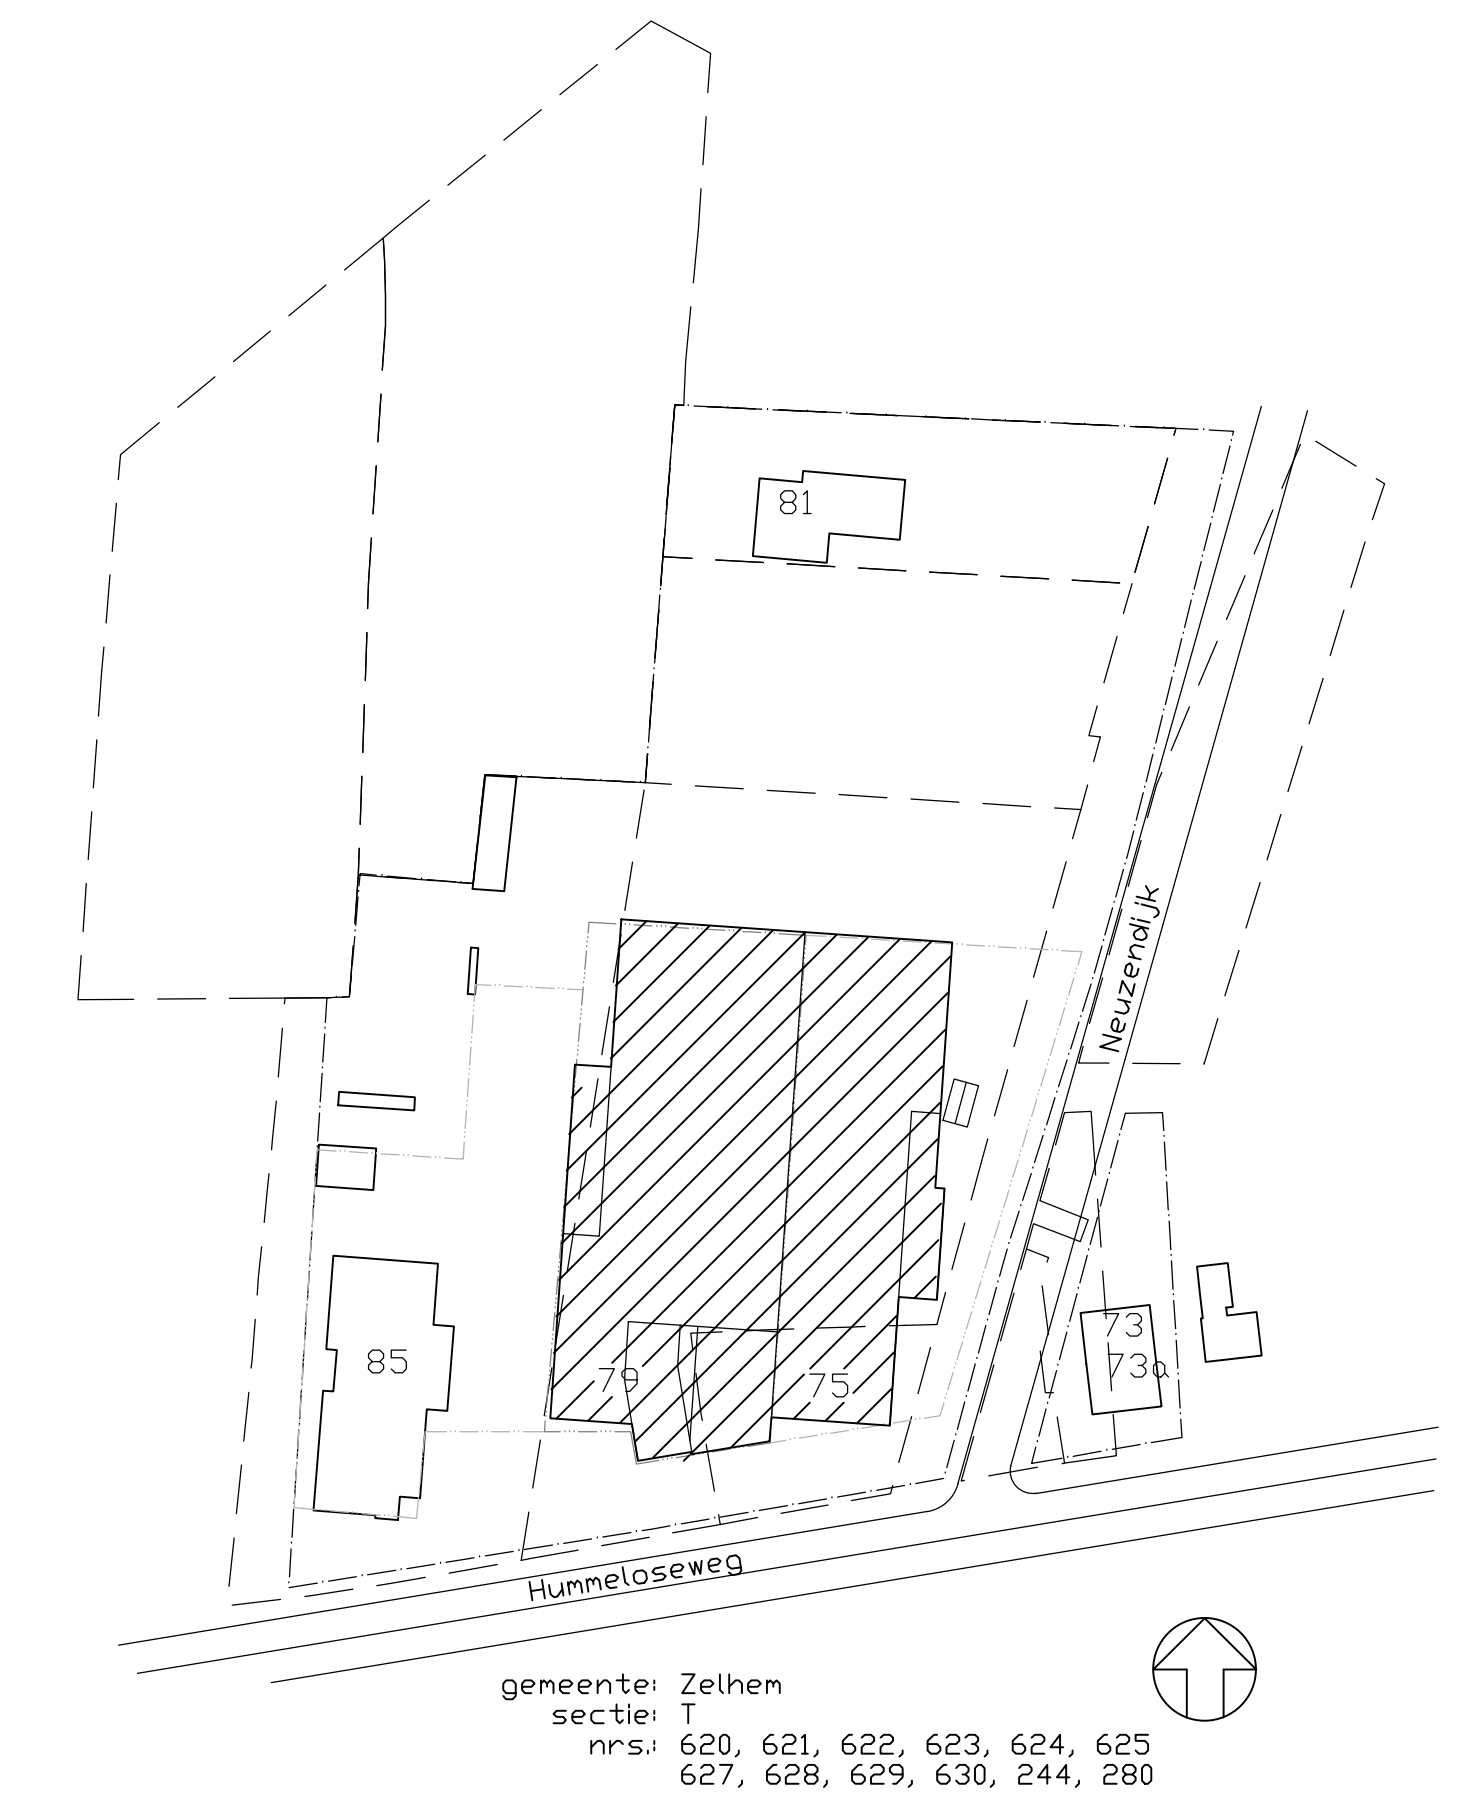 81
Neuzendijk
73
73a
85
79
75
Hummeloseweg
gemeente: Zelhem
sectie: T
nrs.: 620, 621, 622, 623, 624, 625
627, 628, 629, 630, 244, 280